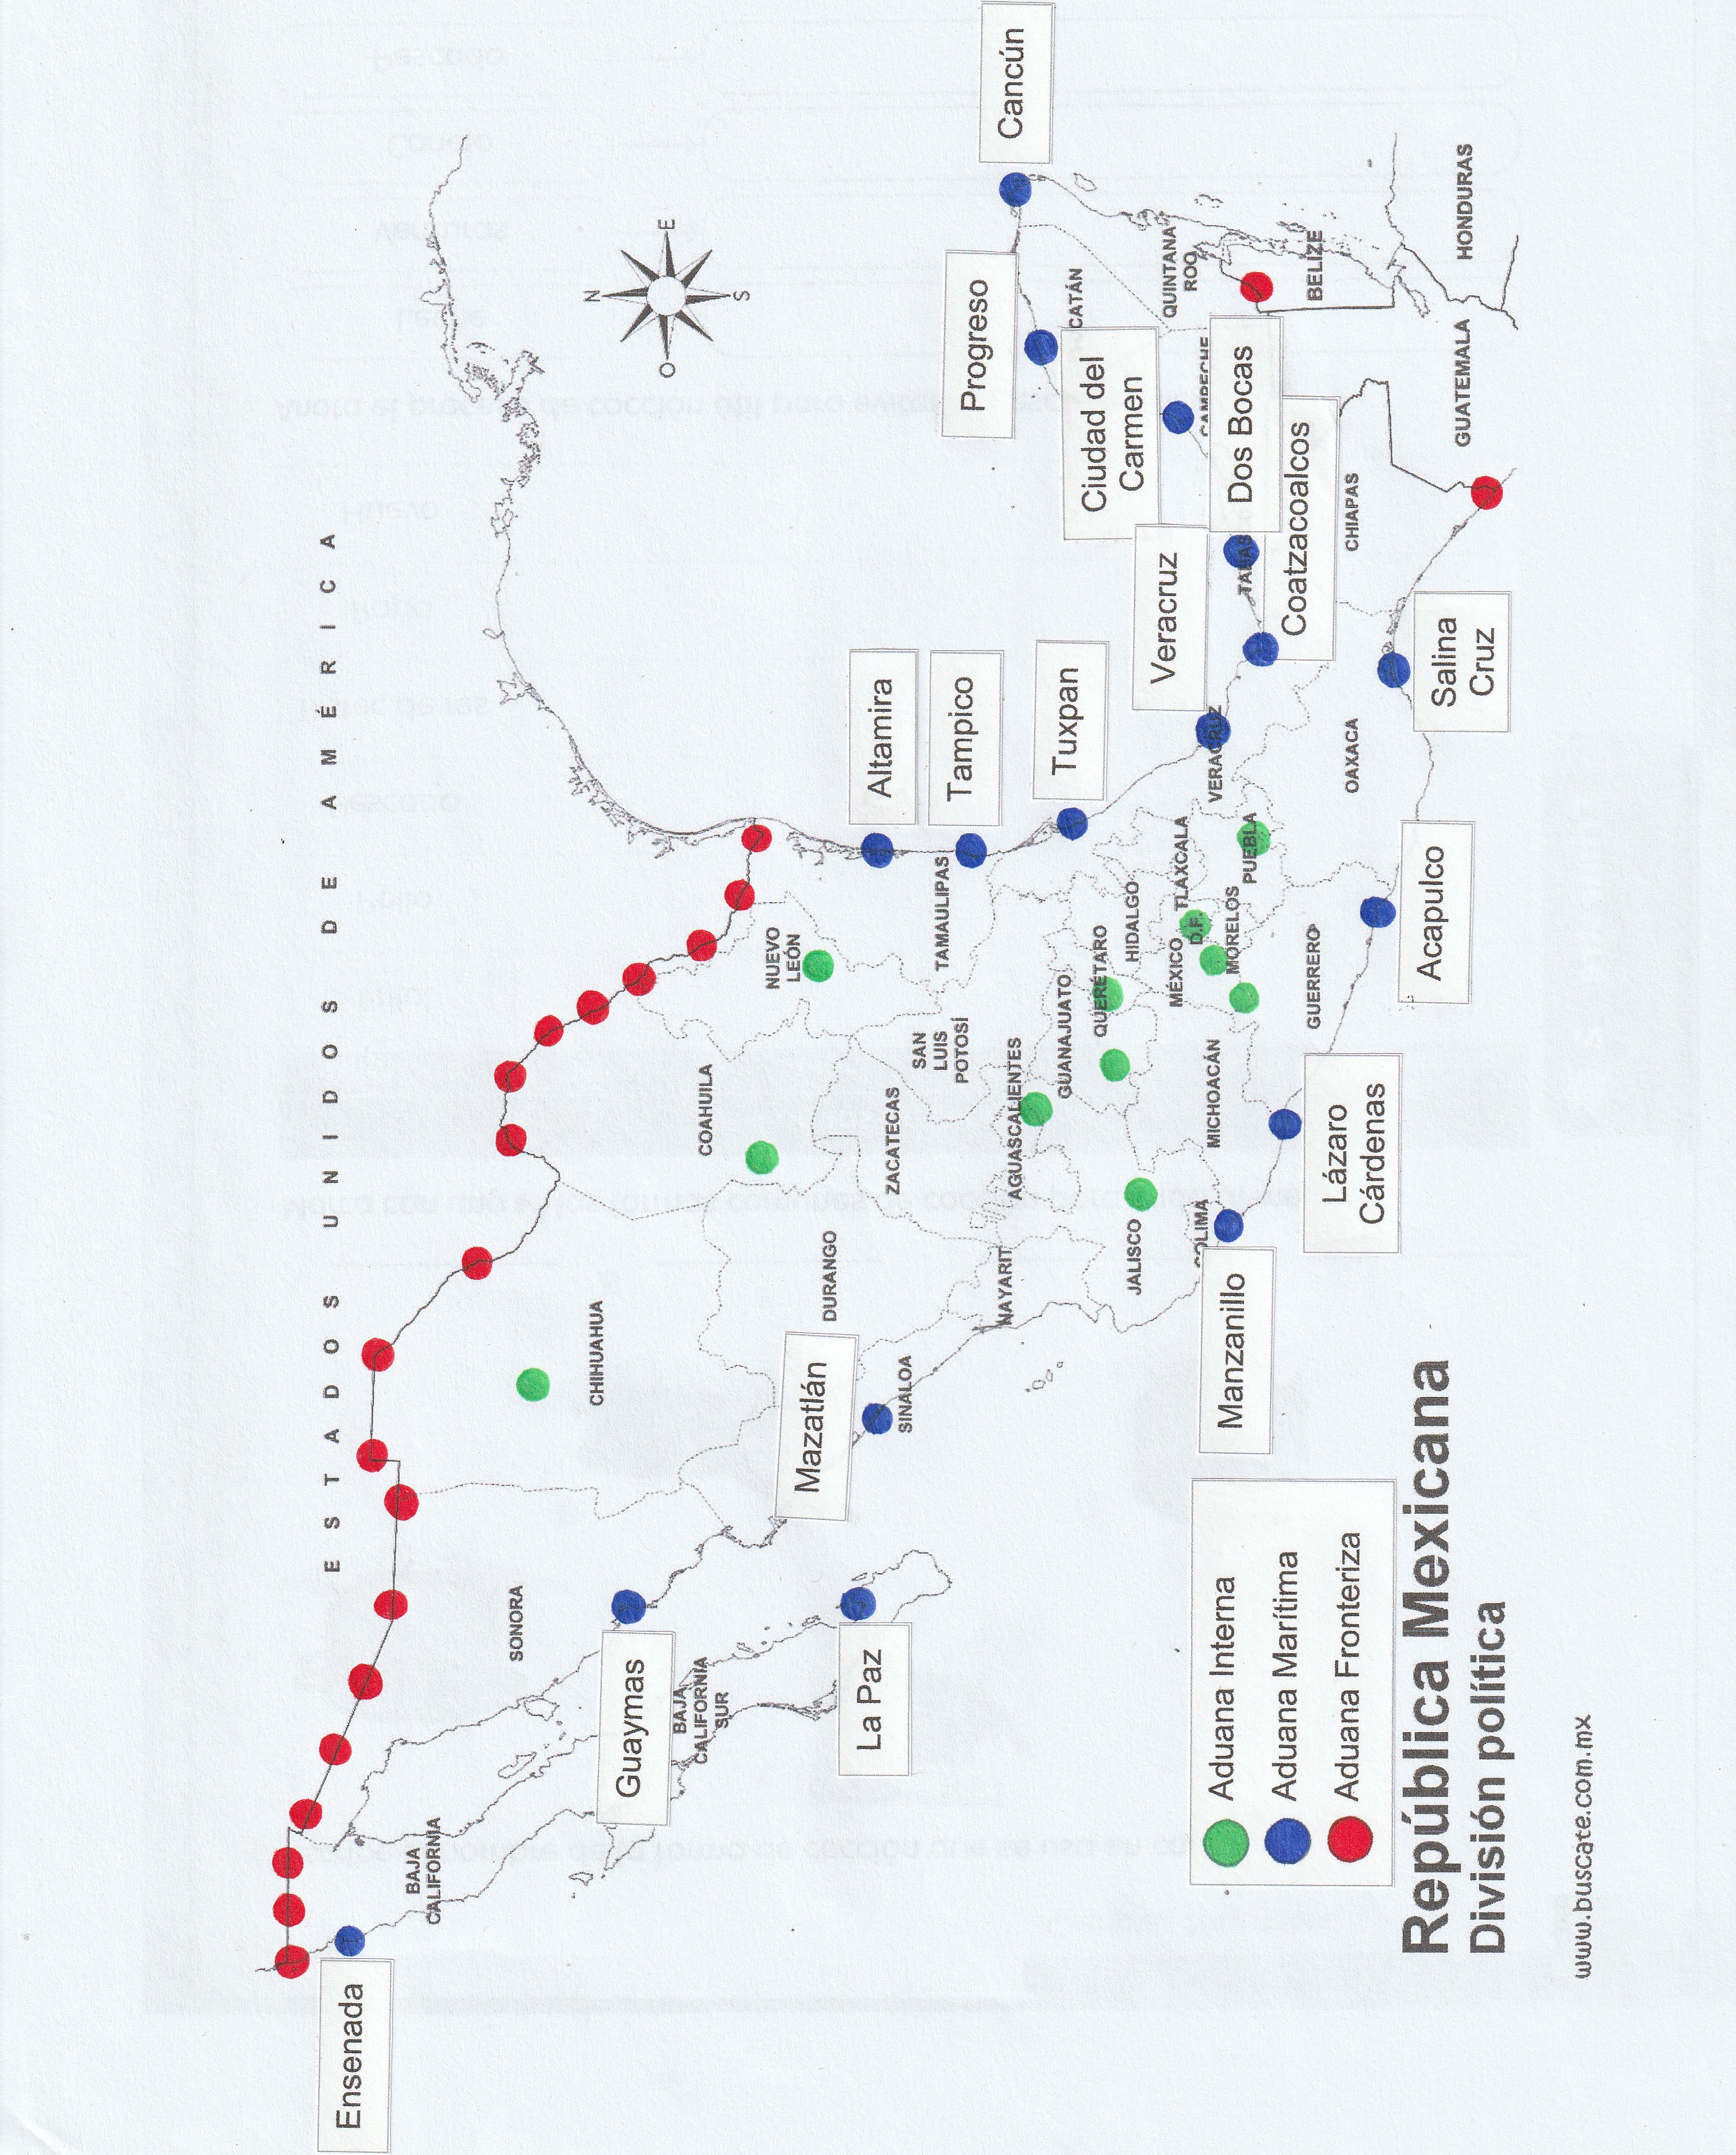 ESTADOS UNIDOS DE AMÉRICA
Ensenada
BAJA
CALIFORNIA
SONORA
CHIHUAHUA
COAHUILA
NUEVO
LEÓN
N
O
E
S
Guaymas
BAJA
CALIFORNIA
SUR
La Paz
Mazatlán
SINALOA
DURANGO
ZACATECAS
SAN
LUIS
POTOSÍ
TAMAULIPAS
Altamira
Tampico
Tuxpan
NAYARIT
AGUASCALIENTES
GUANAJUATO
QUERÉTARO
HIDALGO
JALISCO
MICHOACÁN
MEXICO
D.F.
TLAXCALA
MORELOS
PUEBLA
VERACRUZ
Veracruz
Manzanillo
Lázaro
Cárdenas
GUERRERO
Acapulco
OAXACA
Salina
Cruz
CHIAPAS
Coatzacoalcos
Dos Bocas
Ciudad del
Carmen
CAMPECHE
Progreso
CATÁN
Cancún
QUINTANA
ROO
BELIZE
GUATEMALA
HONDURAS
Aduana Interna
Aduana Marítima
Aduana Fronteriza
República Mexicana
División política
www.buscate.com.mx